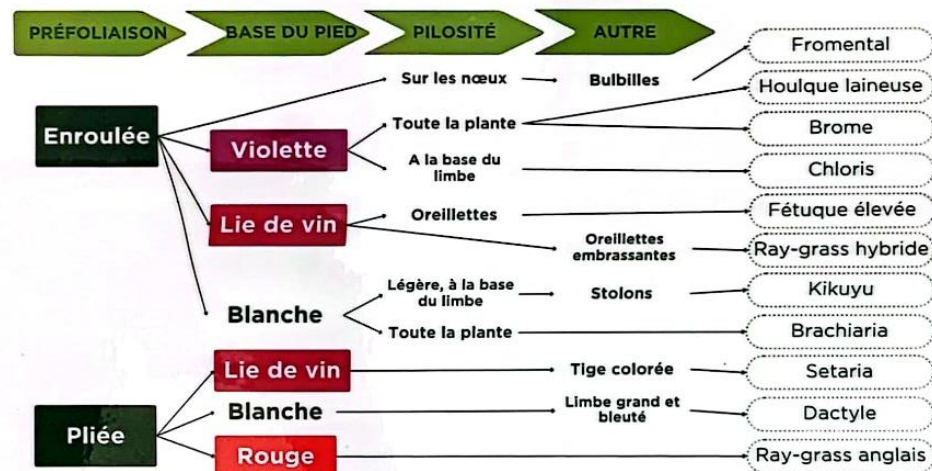 PRÉFOLIAISON
BASE DU PIED
PILOSITÉ
AUTRE
Sur les nœux
Bulbilles
Fromental
Houlque laineuse
Enroulée
Violette
Toute la plante
Brome
A la base du
limbe
Chloris
Lie de vin
Oreillettes
Fétuque élevée
Oreillettes
embrassantes
Ray-grass hybride
Blanche
Légère, à la base
du limbe
Stolons
Kikuyu
Toute la plante
Brachiaria
Lie de vin
Tige colorée
Setaria
Pliée
Blanche
Limbe grand et
bleuté
Dactyle
Rouge
Ray-grass anglais